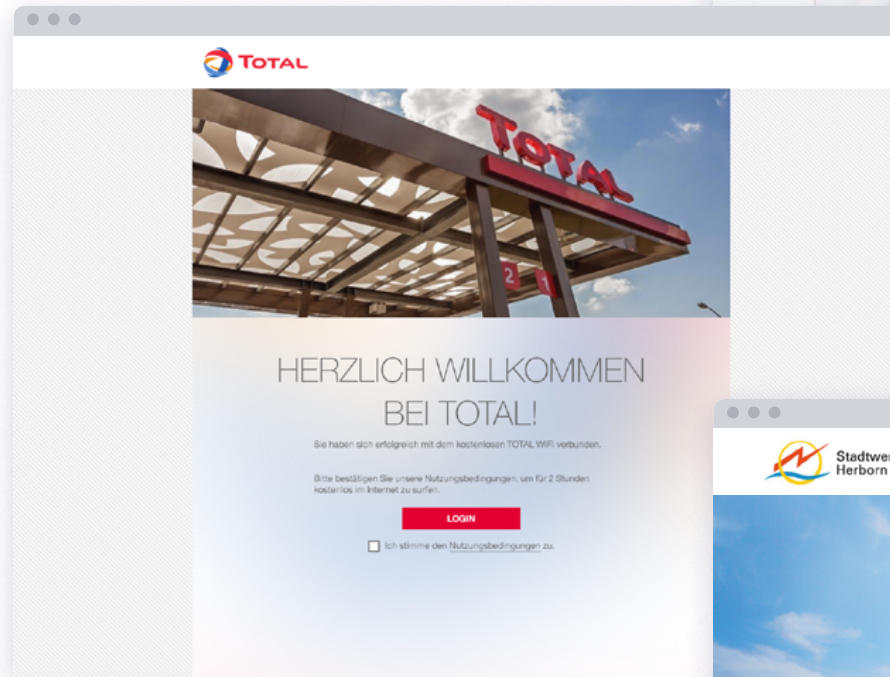 TOTAL
TOTAL
2
1
HERZLICH WILLKOMMEN
BEI TOTAL!
Sie haben sich erfolgreich mit dem kostenlosen TOTAL WiFi verbunden.
Bitte bestätigen Sie unsere Nutzungsbedingungen, um für 2 Stunden
kostenlos im Internet zu surfen.
LOGIN
Ich stimme den Nutzungsbedingungen zu.
Stadtwer
Herborn